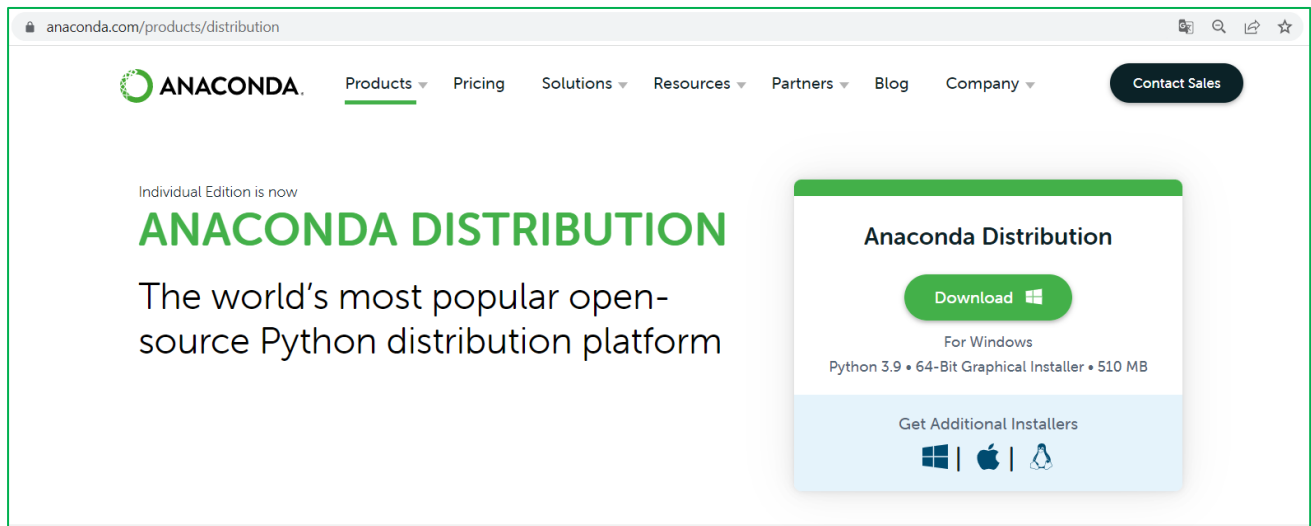 anaconda.com/products/distribution
ANACONDA.
Products
Pricing
Solutions
Resources
Partners
Blog
Company
Contact Sales
Individual Edition is now
ANACONDA DISTRIBUTION
The world's most popular open-
source Python distribution platform
Anaconda Distribution
Download
For Windows
Python 3.9 • 64-Bit Graphical Installer • 510 MB
Get Additional Installers